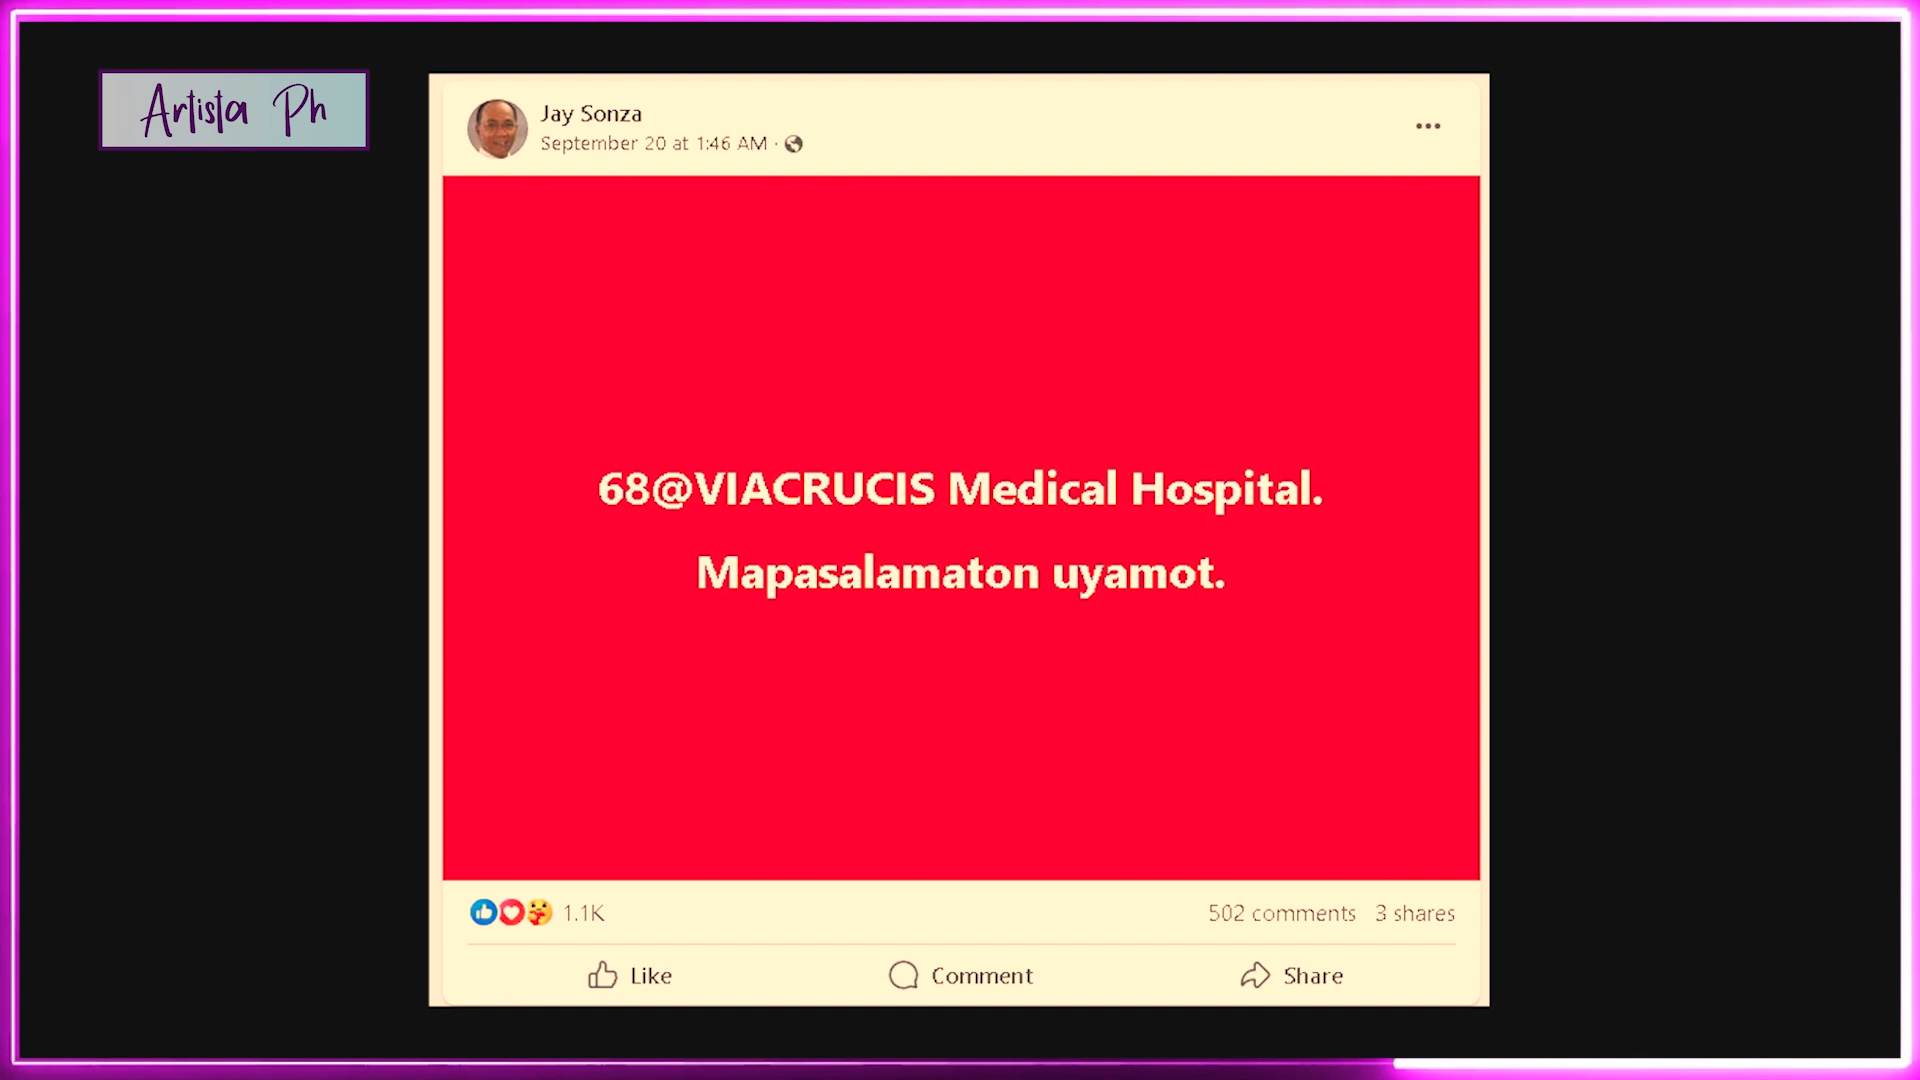 Artista Ph
Jay Sonza
September 20 at 1:46 AM ·
68@VIACRUCIS Medical Hospital.
Mapasalamaton uyamot.
1.1K
502 comments 3 shares
Like Comment Share